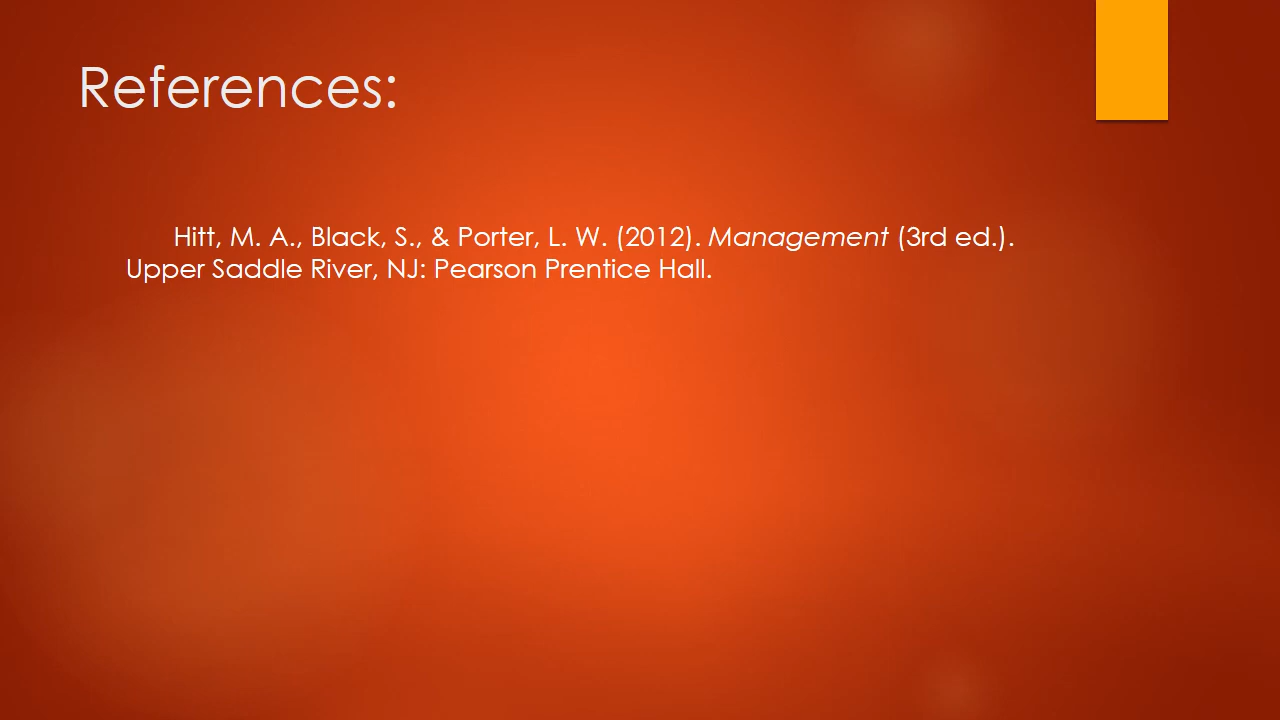 References:
Hitt, M. A., Black, S., & Porter, L. W. (2012). Management (3rd ed.).
Upper Saddle River, NJ: Pearson Prentice Hall.